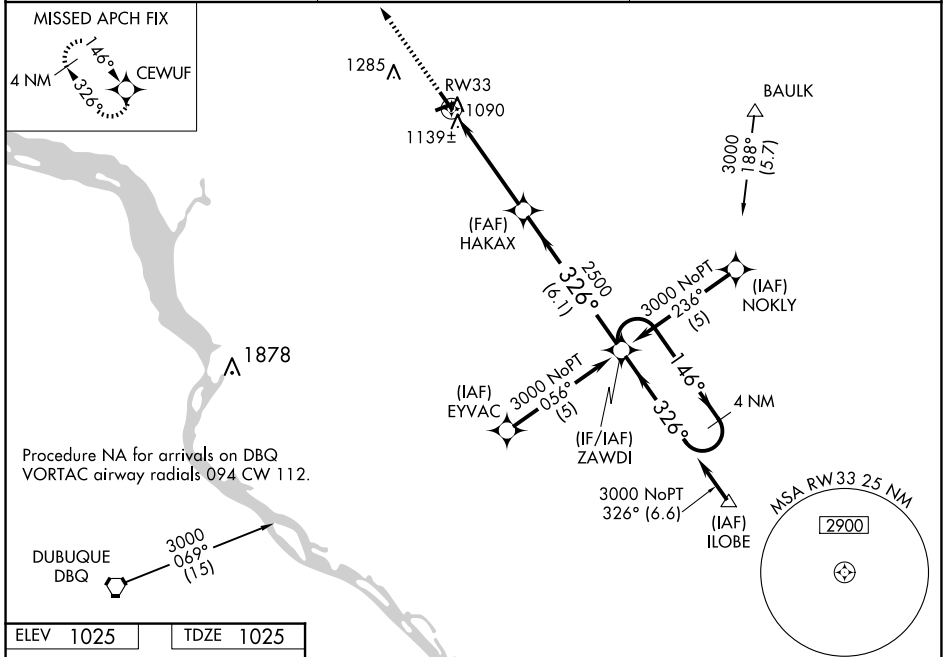 MISSED APCH FIX
146°
4 NM
CEWUF
326°
1285
RW33
1090
1139±
BAULK
3000
188°
(5.7)
(FAF)
HAKAX
2500
326°
(6.1)
3000 NoPT
236°
(5)
(IAF)
NOKLY
1878
(IAF)
EYVAC
3000 NoPT
056°
(5)
146°
4 NM
326°
(IF/IAF)
ZAWDI
Procedure NA for arrivals on DBQ
VORTAC airway radials 094 CW 112.
3000 NoPT
326° (6.6)
(IAF)
ILOBE
MSA RW 33 25 NM
2900
DUBUQUE
DBQ
3000
069°
(15)
ELEV 1025
TDZE 1025